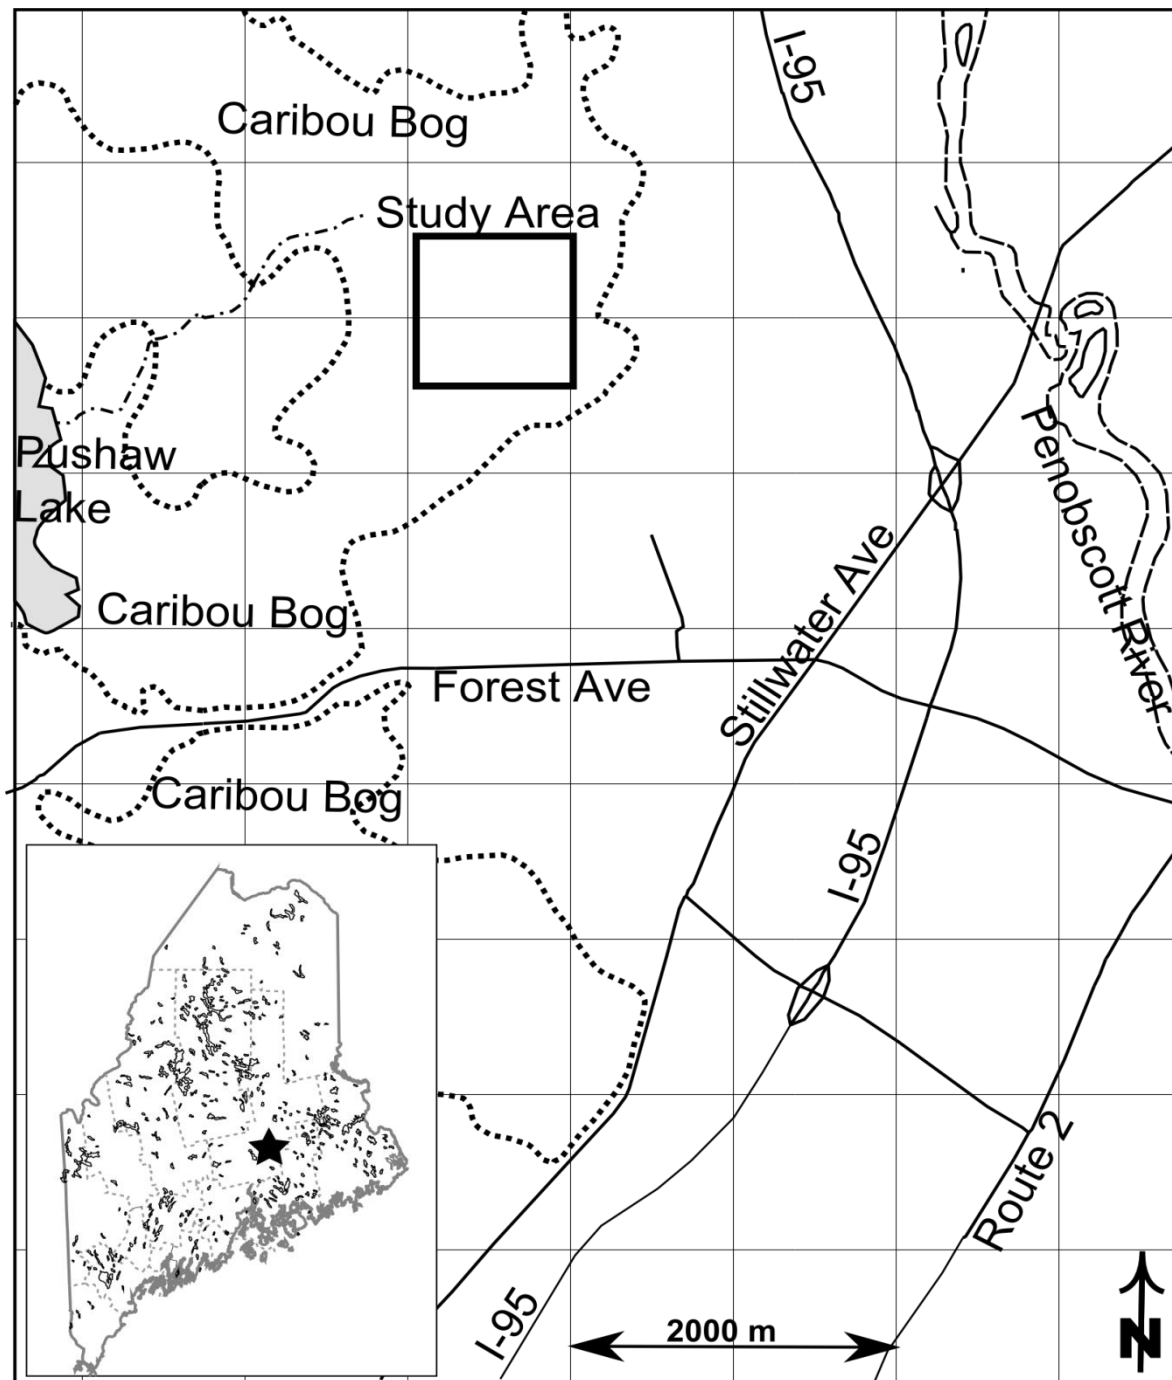 I-95
Caribou Bog
Study Area
Pushaw
Lake
Penobscott River
Stillwater Ave
Caribou Bog
Forest Ave
Caribou Bog
I-95
Route 2
I-95
2000 m
N